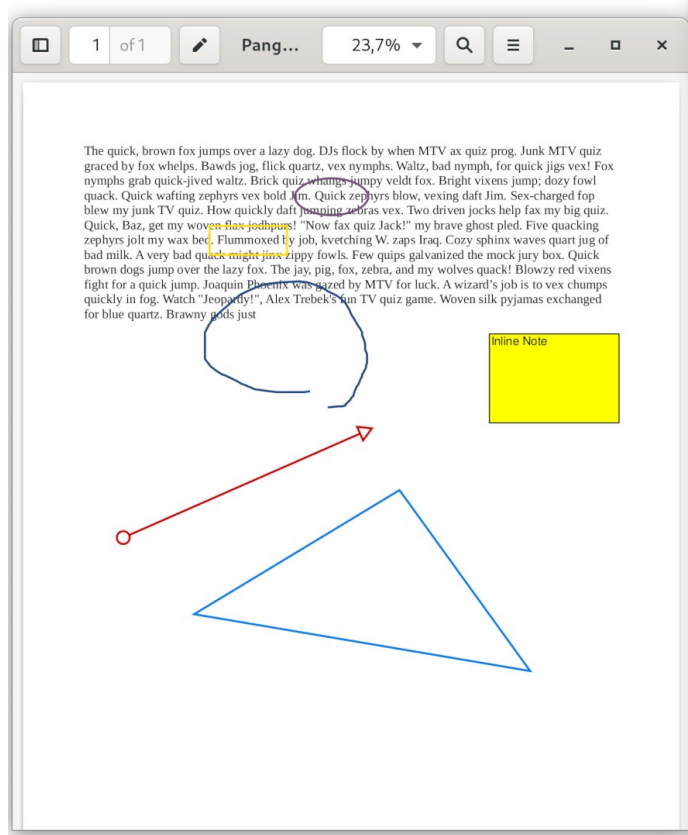 1 of 1 Pang... 23,7%
The quick, brown fox jumps over a lazy dog. DJs flock by when MTV ax quiz prog. Junk MTV quiz
graced by fox whelps. Bawds jog, flick quartz, vex nymphs. Waltz, bad nymph, for quick jigs vex! Fox
nymphs grab quick-jived waltz. Brick quiz whangs jumpy veldt fox. Bright vixens jump; dozy fowl
quack. Quick wafting zephyrs vex bold Jim. Quick zephyrs blow, vexing daft Jim. Sex-charged fop
blew my junk TV quiz. How quickly daft jumping zebras vex. Two driven jocks help fax my big quiz.
Quick, Baz, get my woven flax jodhpurs! "Now fax quiz Jack!" my brave ghost pled. Five quacking
zephyrs jolt my wax bed. Flummoxed by job, kvetching W. zaps Iraq. Cozy sphinx waves quart jug of
bad milk. A very bad quack might jinx zippy fowls. Few quips galvanized the mock jury box. Quick
brown dogs jump over the lazy fox. The jay, pig, fox, zebra, and my wolves quack! Blowzy red vixens
fight for a quick jump. Joaquin Phoenix was gazed by MTV for luck. A wizard’s job is to vex chumps
quickly in fog. Watch "Jeopardy!", Alex Trebek's fun TV quiz game. Woven silk pyjamas exchanged
for blue quartz. Brawny gods just
Inline Note